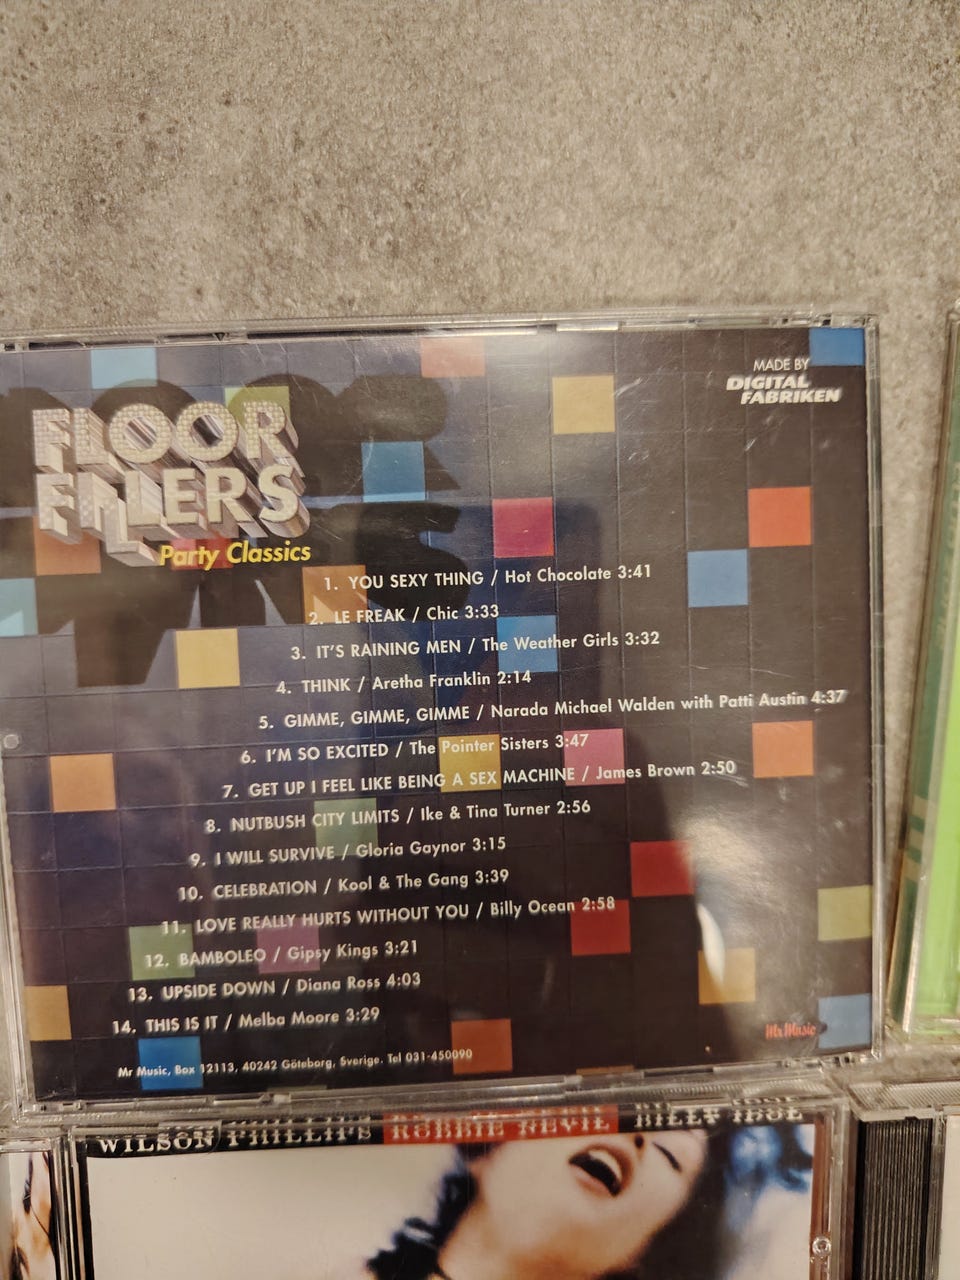 MADE BY
DIGITAL
FABRIKEN
FLOOR
FILLERS
Party Classics
1. YOU SEXY THING / Hot Chocolate 3:41
2. LE FREAK / Chic 3:33
3. IT'S RAINING MEN / The Weather Girls 3:32
4. THINK / Aretha Franklin 2:14
5. GIMME, GIMME, GIMME / Narada Michael Walden with Patti Austin 4:37
6. I'M SO EXCITED / The Pointer Sisters 3:47
7. GET UP I FEEL LIKE BEING A SEX MACHINE / James Brown 2:50
8. NUTBUSH CITY LIMITS / Ike & Tina Turner 2:56
9. I WILL SURVIVE / Gloria Gaynor 3:15
10. CELEBRATION / Kool & The Gang 3:39
11. LOVE REALLY HURTS WITHOUT YOU / Billy Ocean 2:58
12. BAMBOLEO / Gipsy Kings 3:21
13. UPSIDE DOWN / Diana Ross 4:03
14. THIS IS IT / Melba Moore 3:29
Mr Music
Mr Music, Box 12113, 40242 Göteborg, Sverige. Tel 031-450090
WILSON PHILLIPS ROBBIE NEVIL BILLY IDOL